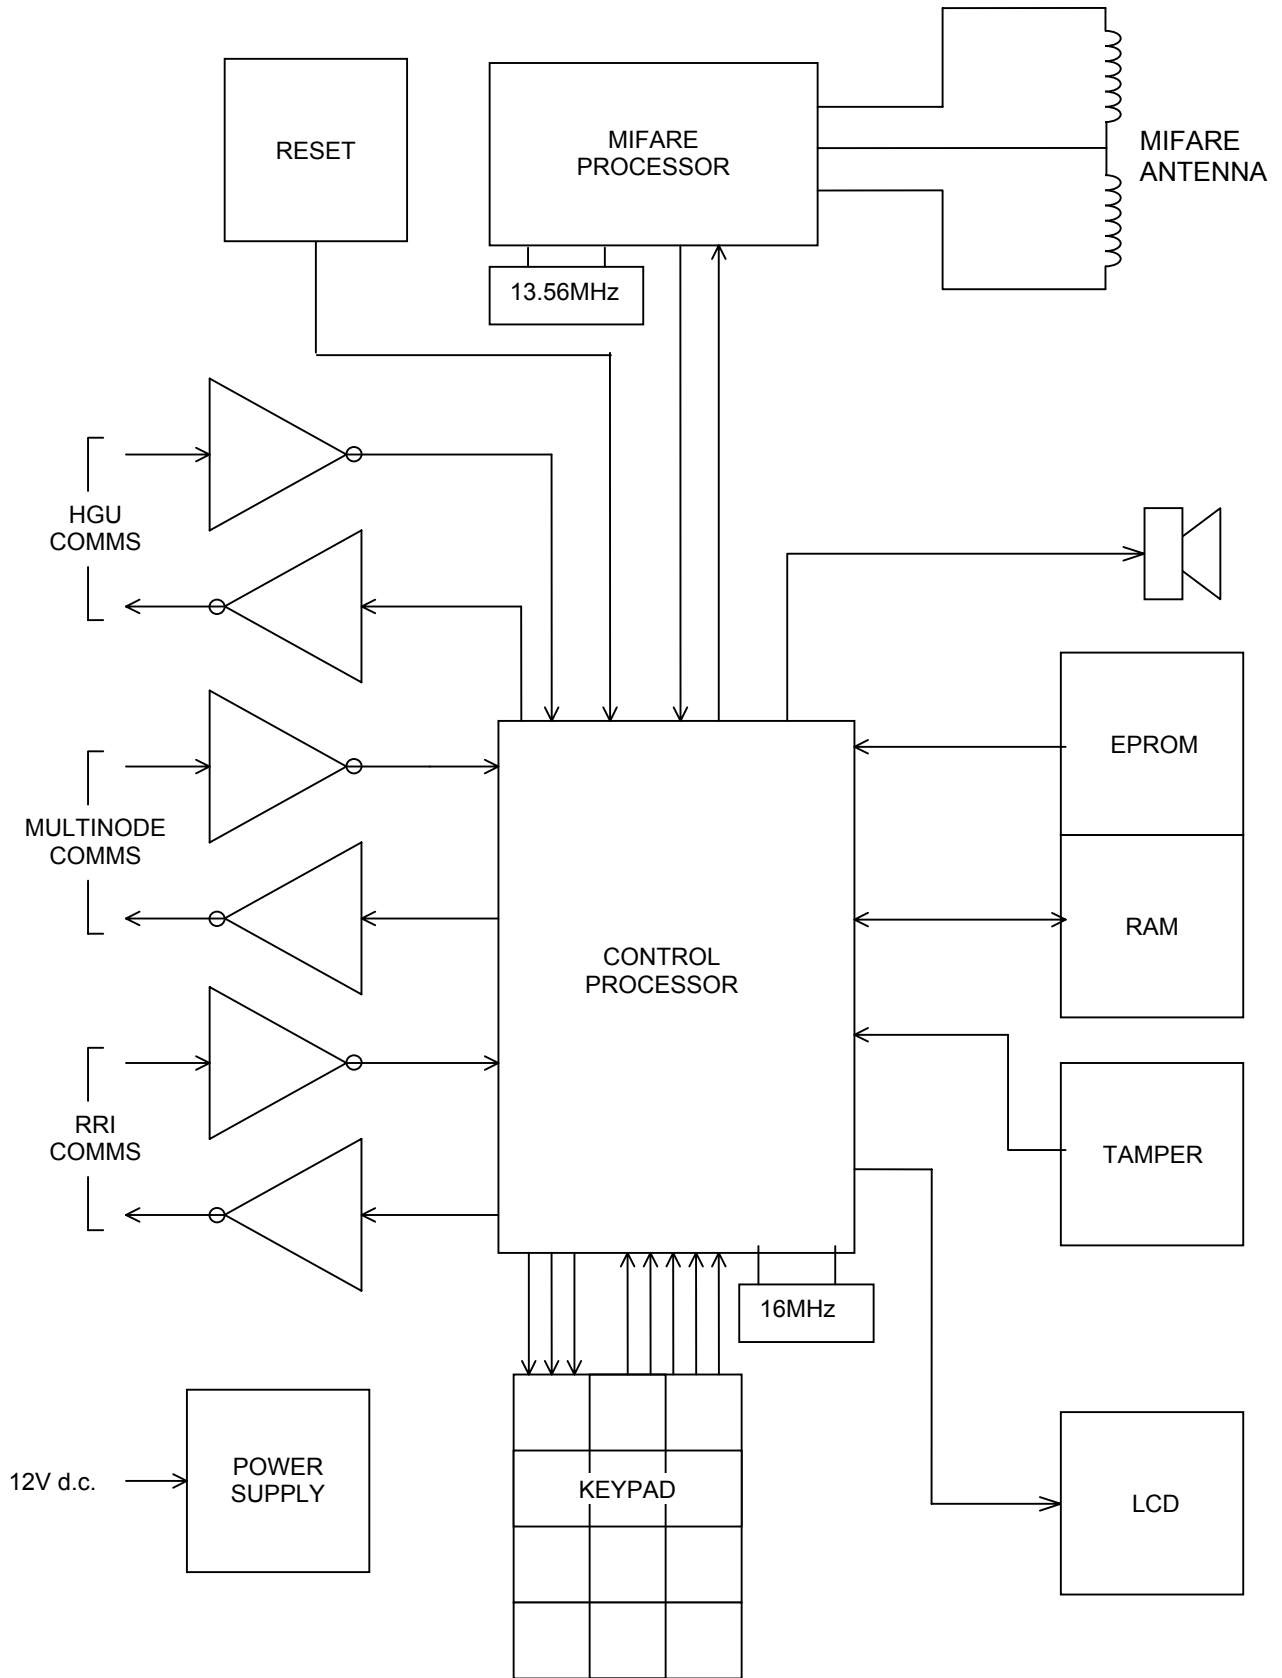 RESET
MIFARE
PROCESSOR
MIFARE
ANTENNA
13.56MHz
HGU
COMMS
EPROM
MULTINODE
COMMS
RAM
CONTROL
PROCESSOR
RRI
COMMS
TAMPER
16MHz
12V d.c.
POWER
SUPPLY
KEYPAD
LCD